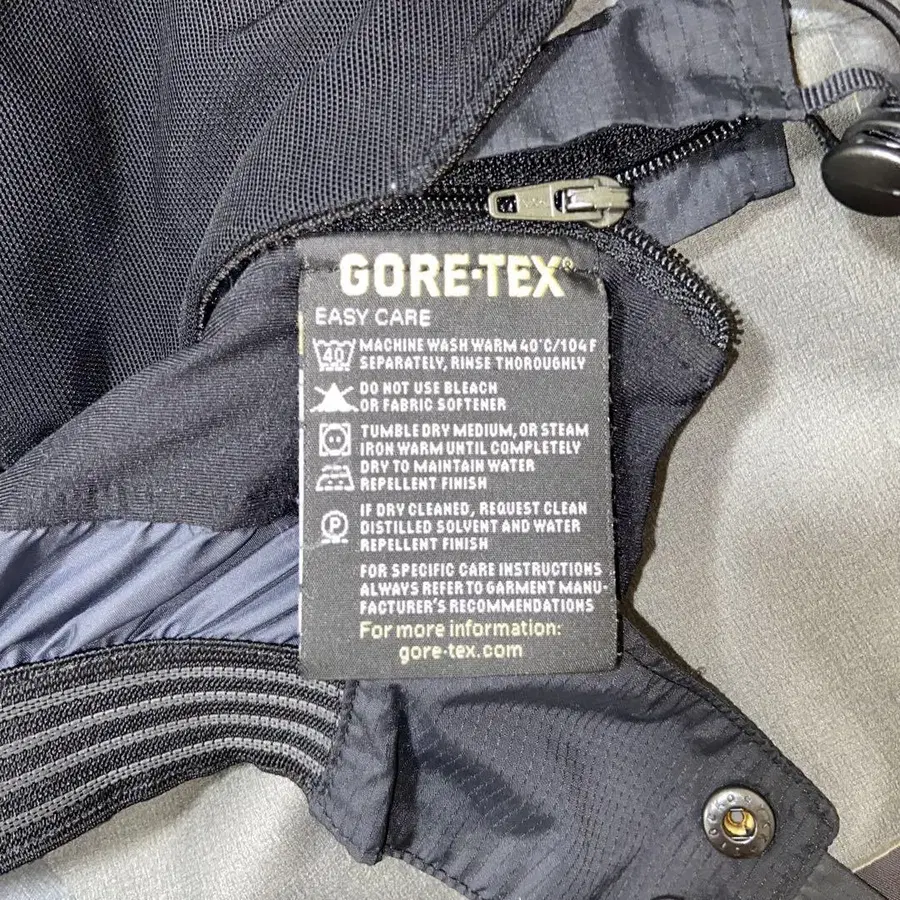 GORE-TEX®
EASY CARE
40
MACHINE WASH WARM 40°C/104 F
SEPARATELY, RINSE THOROUGHLY
DO NOT USE BLEACH
OR FABRIC SOFTENER
TUMBLE DRY MEDIUM, OR STEAM
IRON WARM UNTIL COMPLETELY
DRY TO MAINTAIN WATER
REPELLENT FINISH
P
IF DRY CLEANED, REQUEST CLEAN
DISTILLED SOLVENT AND WATER
REPELLENT FINISH
FOR SPECIFIC CARE INSTRUCTIONS
ALWAYS REFER TO GARMENT MANU-
FACTURER'S RECOMMENDATIONS
For more information:
gore-tex.com